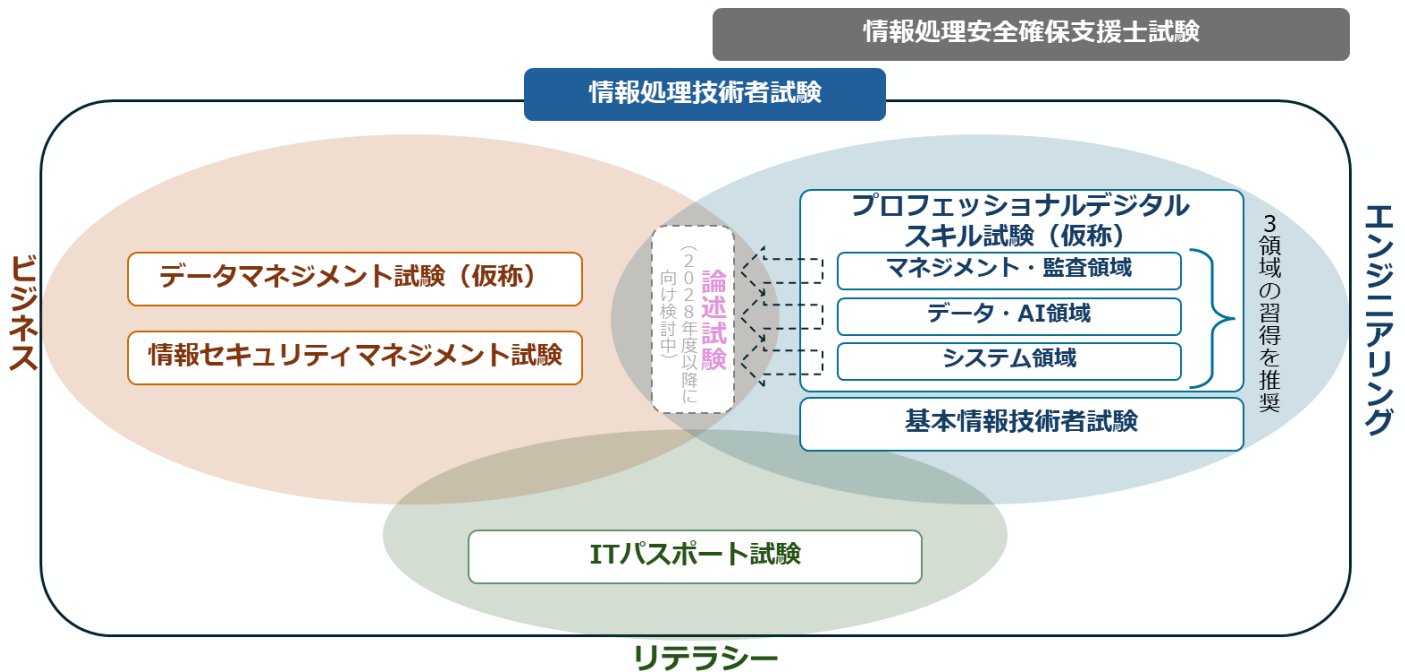 情報処理安全確保支援士試験
情報処理技術者試験
ビジネス
データマネジメント試験（仮称）
情報セキュリティマネジメント試験
論述試験
（2028年度以降に
向け検討中）
プロフェッショナルデジタル
スキル試験（仮称）
マネジメント・監査領域
データ・AI領域
システム領域
3領域の習得を推奨
基本情報技術者試験
エンジニアリング
ITパスポート試験
リテラシー